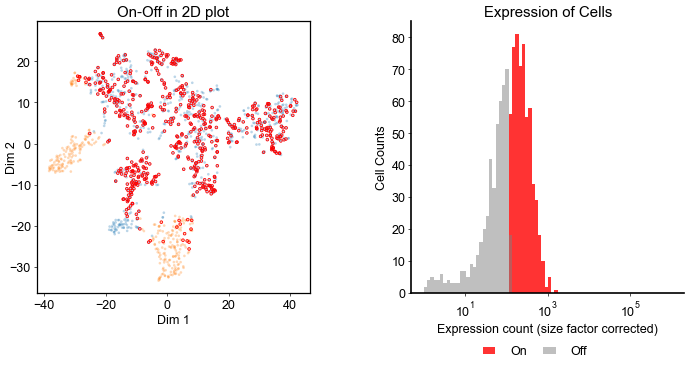 On-Off in 2D plot
Dim 2
20
10
0
−10
−20
−30
−40
−20
0
20
40
Dim 1
Expression of Cells
Cell Counts
80
70
60
50
40
30
20
10
0
10^1
10^3
10^5
Expression count (size factor corrected)
On
Off